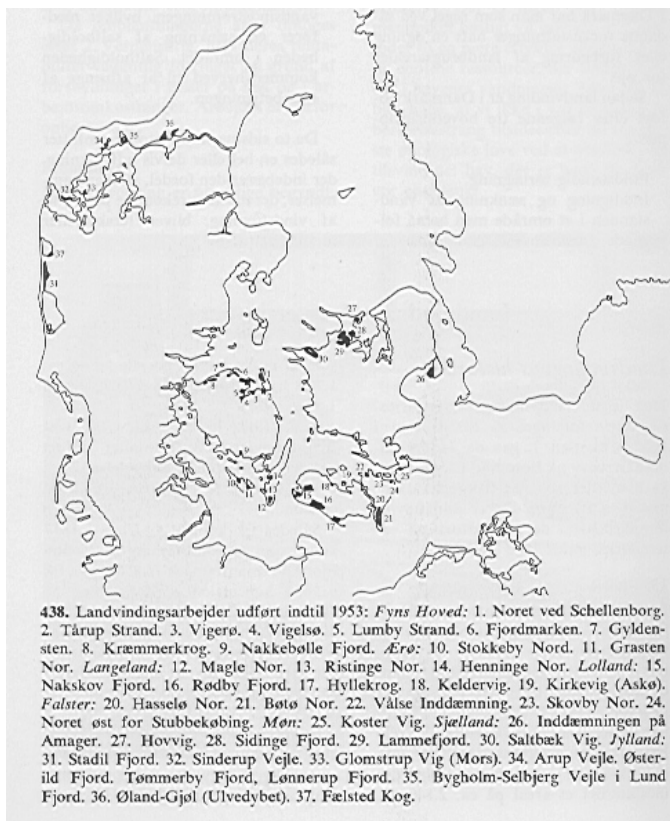 438. Landvindingsarbejder udført indtil 1953: Fyns Hoved: 1. Noret ved Schellenborg.
2. Tårup Strand. 3. Vigerø. 4. Vigelsø. 5. Lumby Strand. 6. Fjordmarken. 7. Gylden-
sten. 8. Kræmmerkrog. 9. Nakkebølle Fjord. Ærø: 10. Stokkeby Nord. 11. Grasten
Nor. Langeland: 12. Magle Nor. 13. Ristinge Nor. 14. Henninge Nor. Lolland: 15.
Nakskov Fjord. 16. Rødby Fjord. 17. Hyllekrog. 18. Keldervig. 19. Kirkevig (Askø).
Falster: 20. Hasselø Nor. 21. Bøtø Nor. 22. Vålse Inddæmning. 23. Skovby Nor. 24.
Noret øst for Stubbekøbing. Møn: 25. Koster Vig. Sjælland: 26. Inddæmningen på
Amager. 27. Hovvig. 28. Sidinge Fjord. 29. Lammefjord. 30. Saltbæk Vig. Jylland:
31. Stadil Fjord. 32. Sinderup Vejle. 33. Glomstrup Vig (Mors). 34. Arup Vejle. Øster-
ild Fjord. Tømmerby Fjord, Lønnerup Fjord. 35. Bygholm-Selbjerg Vejle i Lund
Fjord. 36. Øland-Gjøl (Ulvedybet). 37. Fælsted Kog.